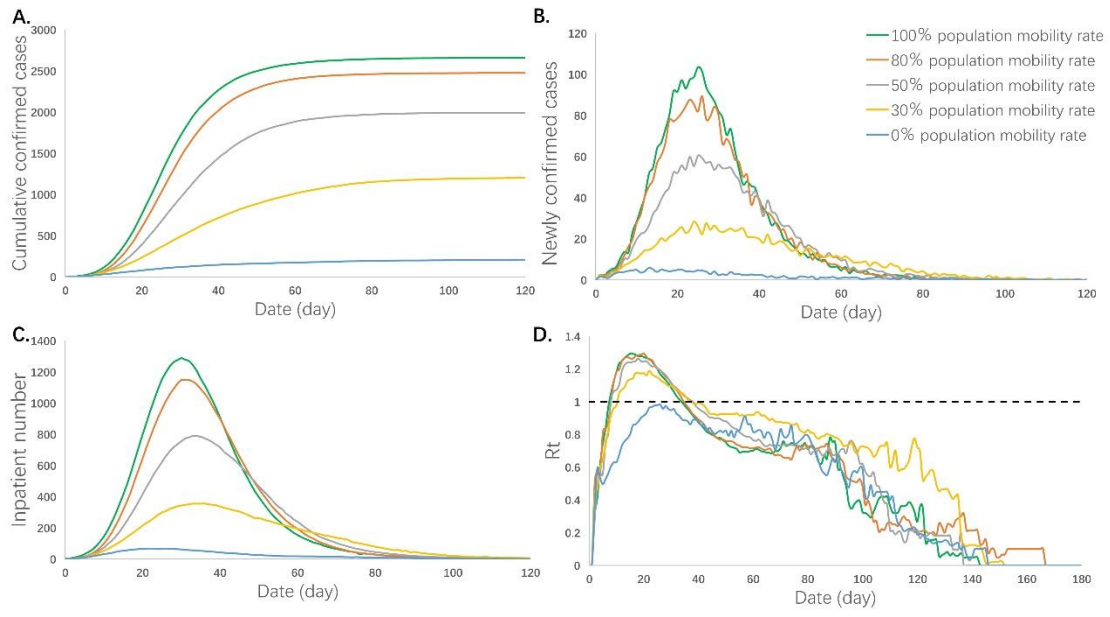 A.
Cumulative confirmed cases
3000
2500
2000
1500
1000
500
0
0 20 40 60 80 100 120
Date (day)
B.
Newly confirmed cases
120
100
80
60
40
20
0
0 20 40 60 80 100 120
Date (day)
100% population mobility rate
80% population mobility rate
50% population mobility rate
30% population mobility rate
0% population mobility rate
C.
Inpatient number
1400
1200
1000
800
600
400
200
0
0 20 40 60 80 100 120
Date (day)
D.
Rt
1.4
1.2
1
0.8
0.6
0.4
0.2
0
0 20 40 60 80 100 120 140 160 180
Date (day)